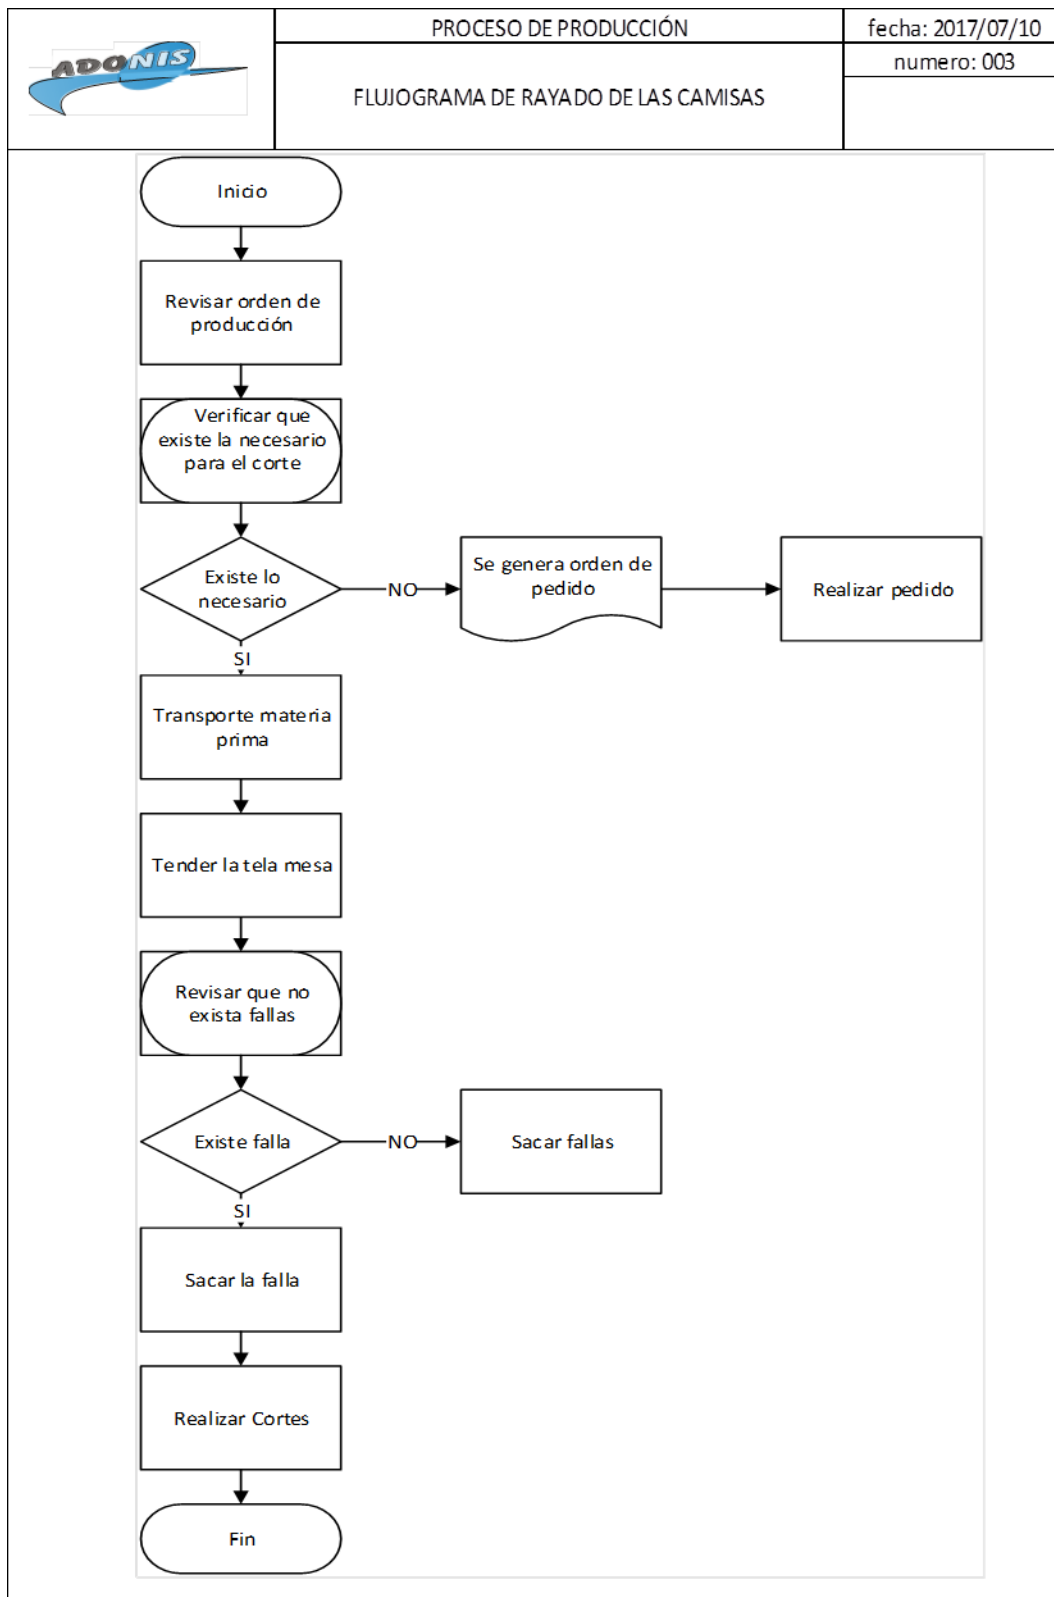 ADONIS
PROCESO DE PRODUCCIÓN
fecha: 2017/07/10
numero: 003
FLUJOGRAMA DE RAYADO DE LAS CAMISAS
Inicio
Revisar orden de
producción
Verificar que
existe la necesario
para el corte
Existe lo
necesario
NO
Se genera orden de
pedido
Realizar pedido
SI
Transporte materia
prima
Tender la tela mesa
Revisar que no
exista fallas
Existe falla
NO
Sacar fallas
SI
Sacar la falla
Realizar Cortes
Fin